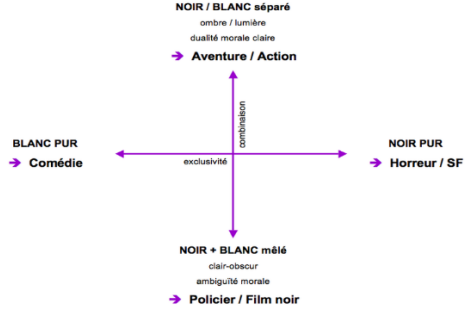 NOIR / BLANC séparé
ombre / lumière
dualité morale claire
➔ Aventure / Action
combinaison
BLANC PUR
➔ Comédie
exclusivité
NOIR PUR
➔ Horreur / SF
NOIR + BLANC mêlé
clair-obscur
ambiguïté morale
➔ Policier / Film noir